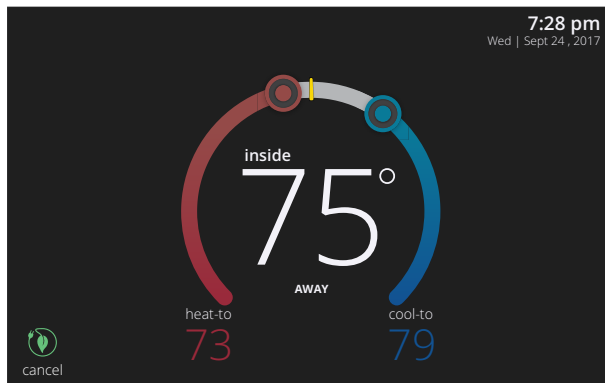 7:28 pm
Wed | Sept 24 , 2017
inside
75°
AWAY
heat-to
cool-to
73
79
cancel